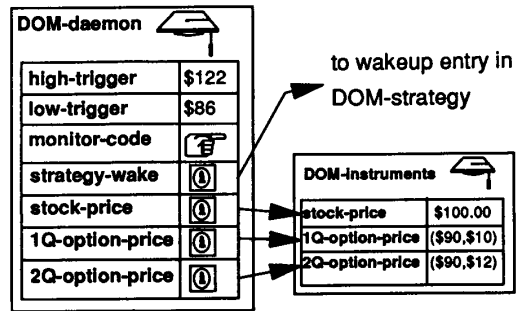 DOM-daemon
high-trigger $122
low-trigger $86
monitor-code
strategy-wake
stock-price
1Q-option-price
2Q-option-price
to wakeup entry in
DOM-strategy
DOM-instruments
stock-price $100.00
1Q-option-price ($90,$10)
2Q-option-price ($90,$12)